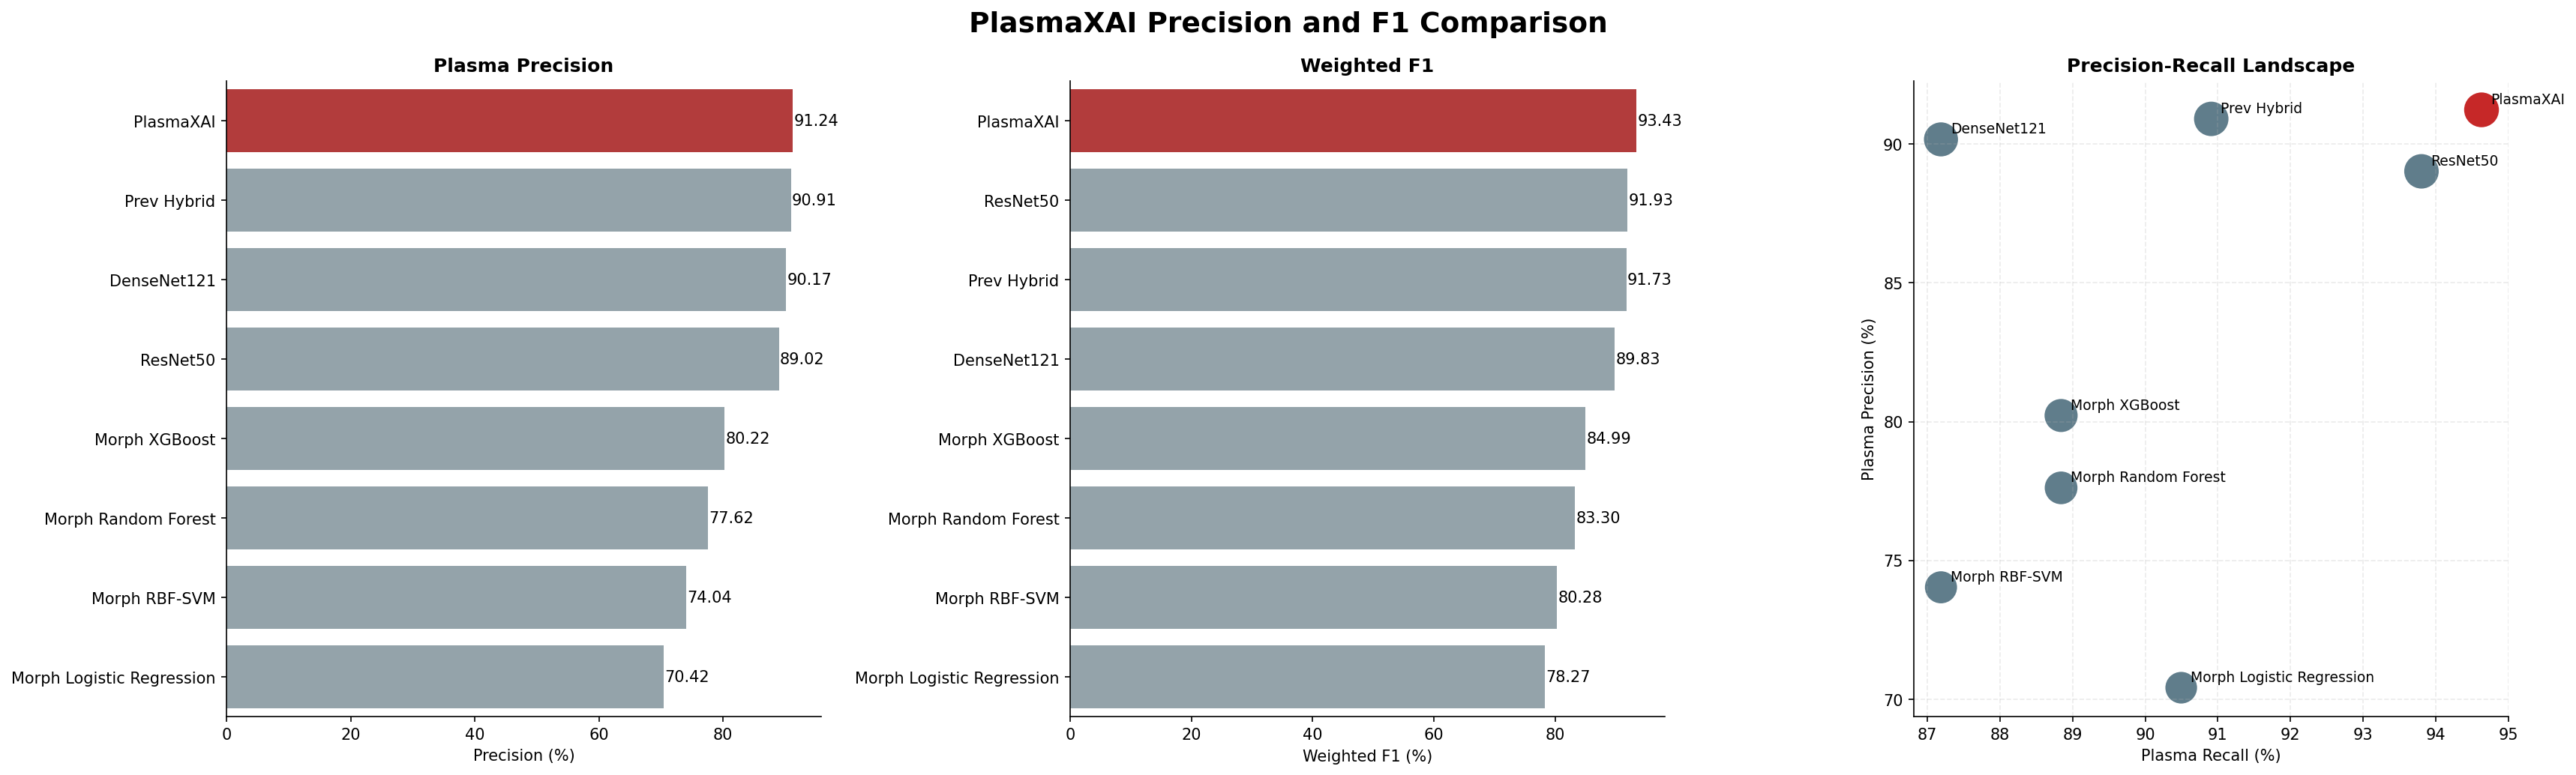 PlasmaXAI Precision and F1 Comparison
Plasma Precision
PlasmaXAI
91.24
Prev Hybrid
90.91
DenseNet121
90.17
ResNet50
89.02
Morph XGBoost
80.22
Morph Random Forest
77.62
Morph RBF-SVM
74.04
Morph Logistic Regression
70.42
0 20 40 60 80
Precision (%)
Weighted F1
PlasmaXAI
93.43
ResNet50
91.93
Prev Hybrid
91.73
DenseNet121
89.83
Morph XGBoost
84.99
Morph Random Forest
83.30
Morph RBF-SVM
80.28
Morph Logistic Regression
78.27
0 20 40 60 80
Weighted F1 (%)
Precision-Recall Landscape
Plasma Precision (%)
90
85
80
75
70
PlasmaXAI
Prev Hybrid
DenseNet121
ResNet50
Morph XGBoost
Morph Random Forest
Morph RBF-SVM
Morph Logistic Regression
87 88 89 90 91 92 93 94 95
Plasma Recall (%)